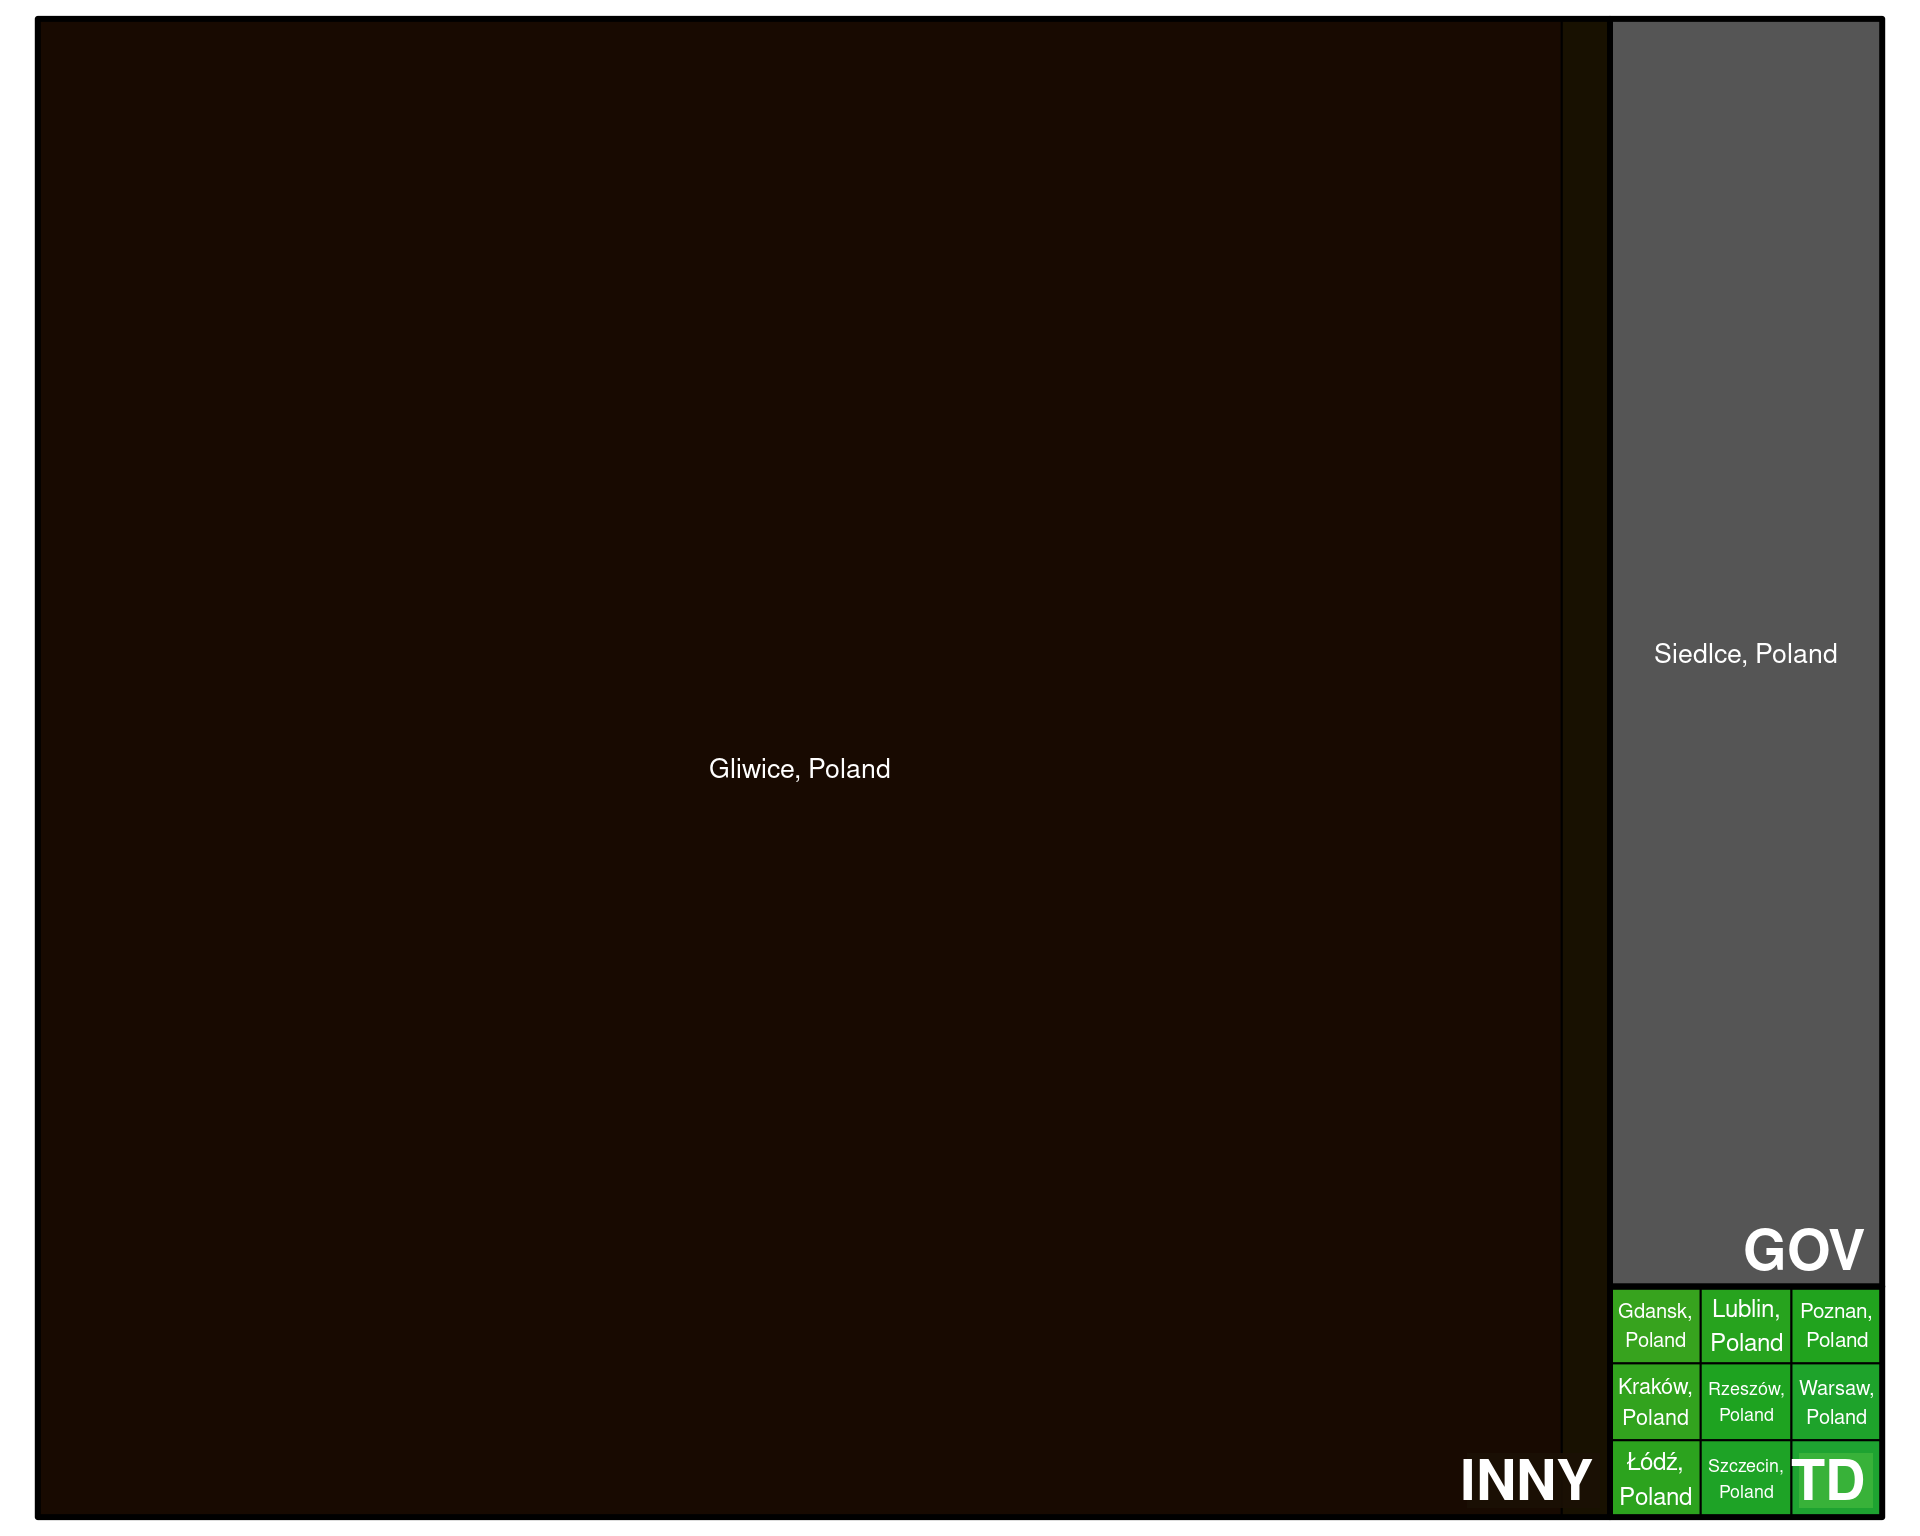 Gliwice, Poland
INNY
Siedlce, Poland
GOV
Gdansk,
Poland
Lublin,
Poland
Poznan,
Poland
Kraków,
Poland
Rzeszów,
Poland
Warsaw,
Poland
Łódź,
Poland
Szczecin,
Poland
TD